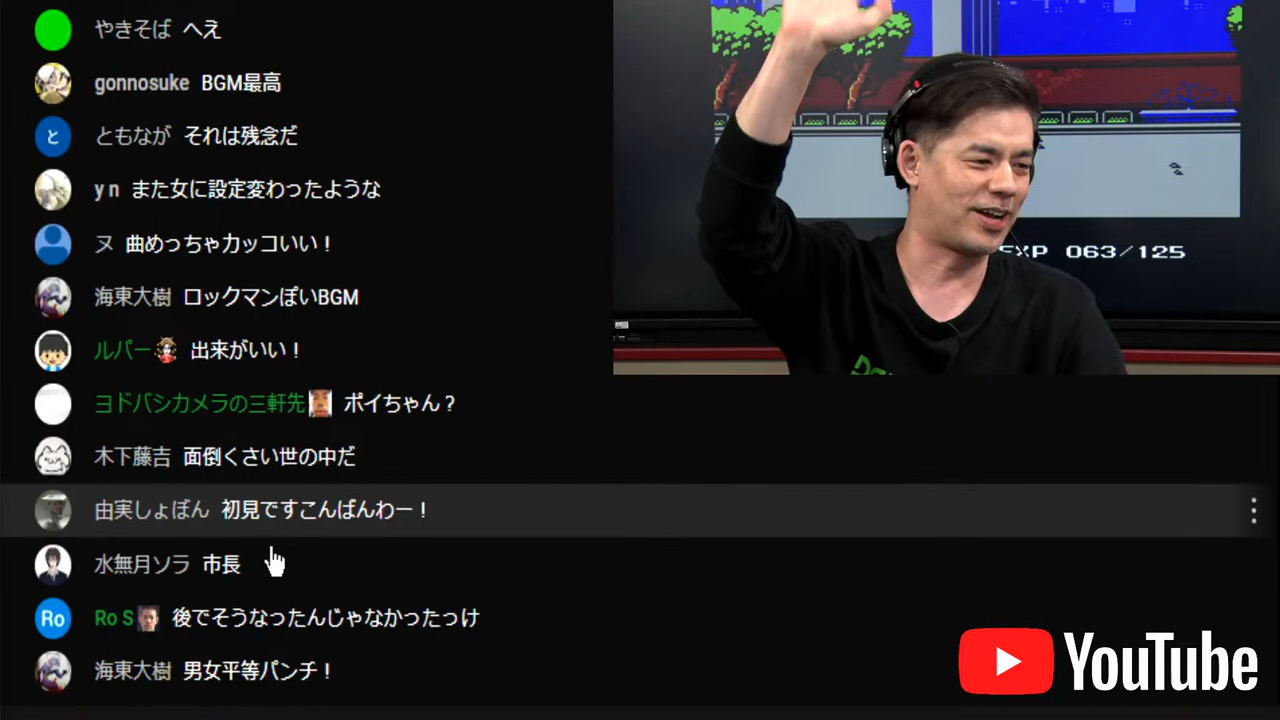 やきそば へえ
gonnosuke BGM最高
と ともなが それは残念だ
y n また女に設定変わったような
ヌ 曲めっちゃカッコいい！
海東大樹 ロックマンぽいBGM
ルパー 出来がいい！
ヨドバシカメラの三軒先 ポイちゃん？
木下藤吉 面倒くさい世の中だ
由実しょぼん 初見ですこんばんわー！
水無月ソラ 市長
Ro Ro S 後でそうなったんじゃなかったっけ
海東大樹 男女平等パンチ！
EXP 063/125
YouTube